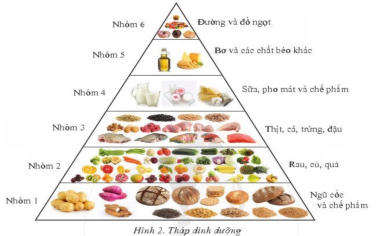 Nhóm 6
Đường và đồ ngọt
Nhóm 5
Bơ và các chất béo khác
Nhóm 4
Sữa, pho mát và chế phẩm
Nhóm 3
Thịt, cá, trứng, đậu
Nhóm 2
Rau, củ, quả
Nhóm 1
Ngũ cốc
và chế phẩm
Hình 2. Tháp dinh dưỡng